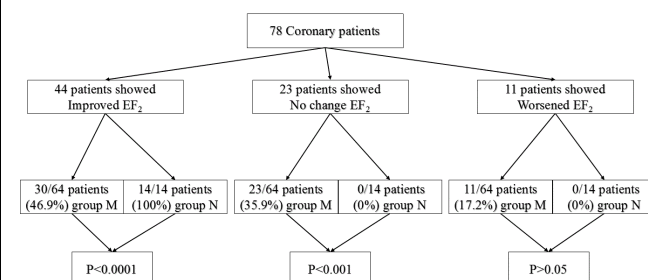 78 Coronary patients
44 patients showed
Improved EF₂
23 patients showed
No change EF₂
11 patients showed
Worsened EF₂
30/64 patients
(46.9%) group M
14/14 patients
(100%) group N
23/64 patients
(35.9%) group M
0/14 patients
(0%) group N
11/64 patients
(17.2%) group M
0/14 patients
(0%) group N
P<0.0001
P<0.001
P>0.05